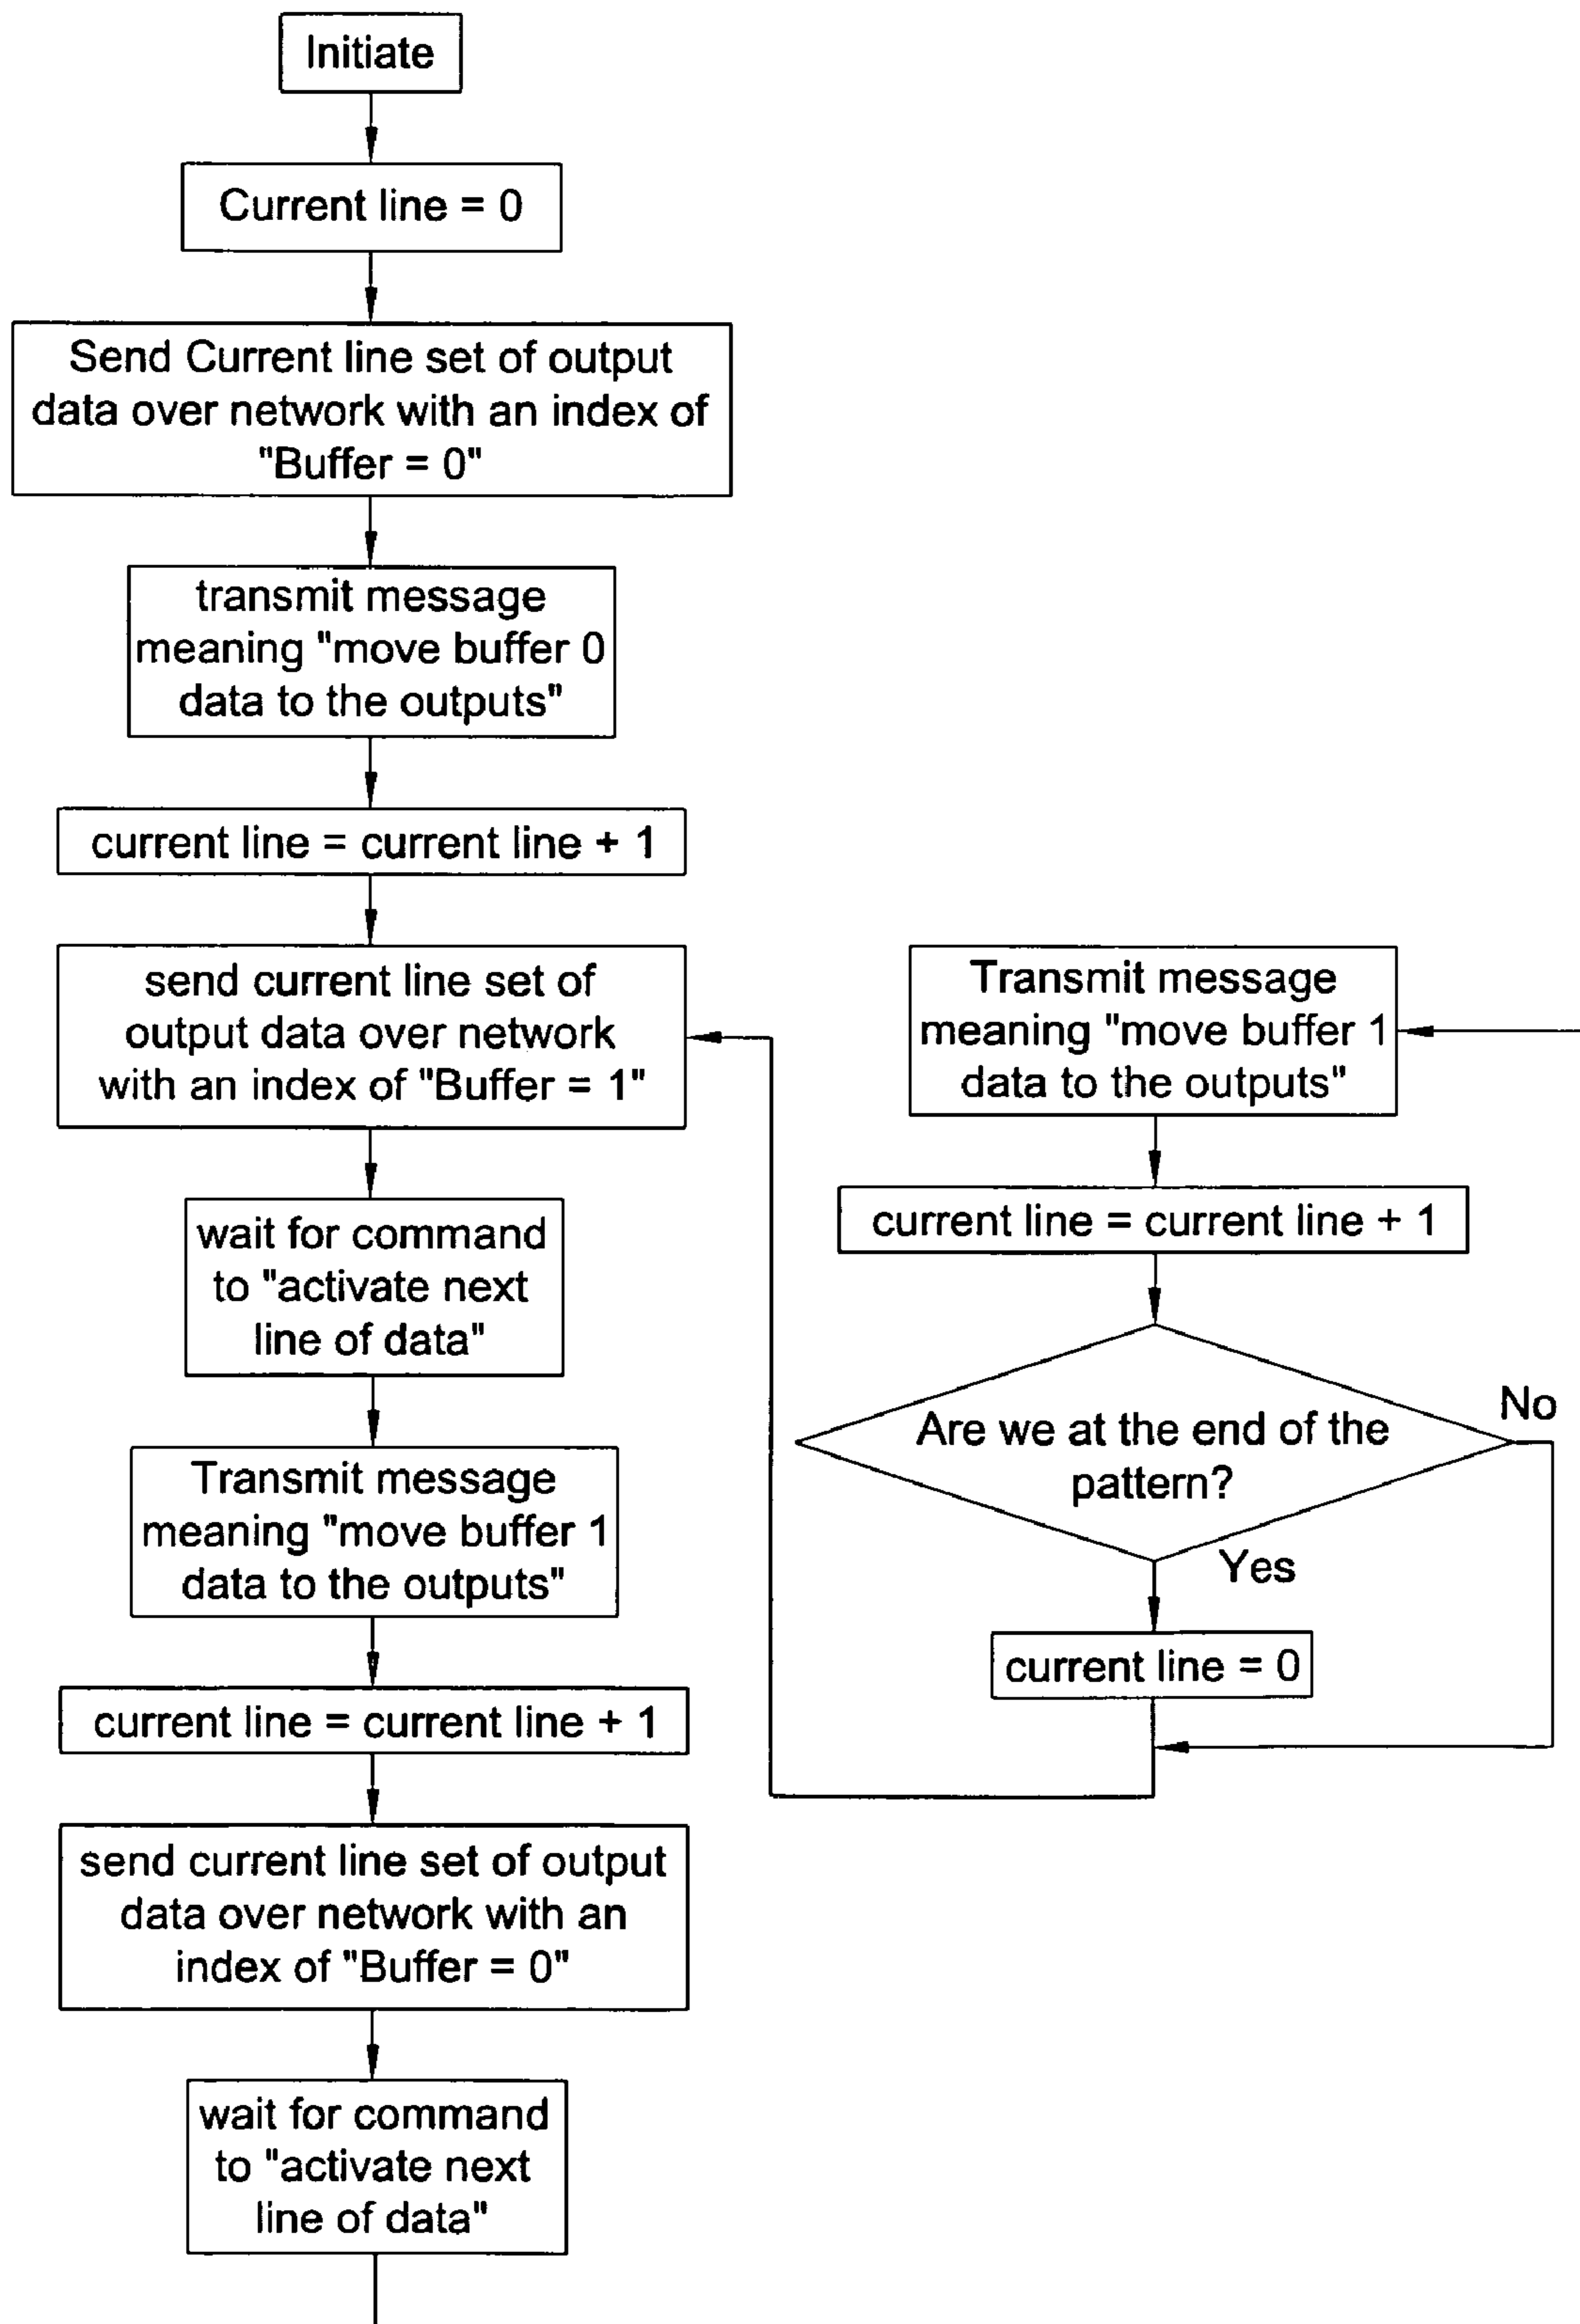 Initiate
Current line = 0
Send Current line set of output
data over network with an index of
"Buffer = 0"
transmit message
meaning "move buffer 0
data to the outputs"
current line = current line + 1
send current line set of
output data over network
with an index of "Buffer = 1"
wait for command
to "activate next
line of data"
Transmit message
meaning "move buffer 1
data to the outputs"
current line = current line + 1
send current line set of output
data over network with an
index of "Buffer = 0"
wait for command
to "activate next
line of data"
Transmit message
meaning "move buffer 1
data to the outputs"
current line = current line + 1
Are we at the end of the
pattern?
No
Yes
current line = 0